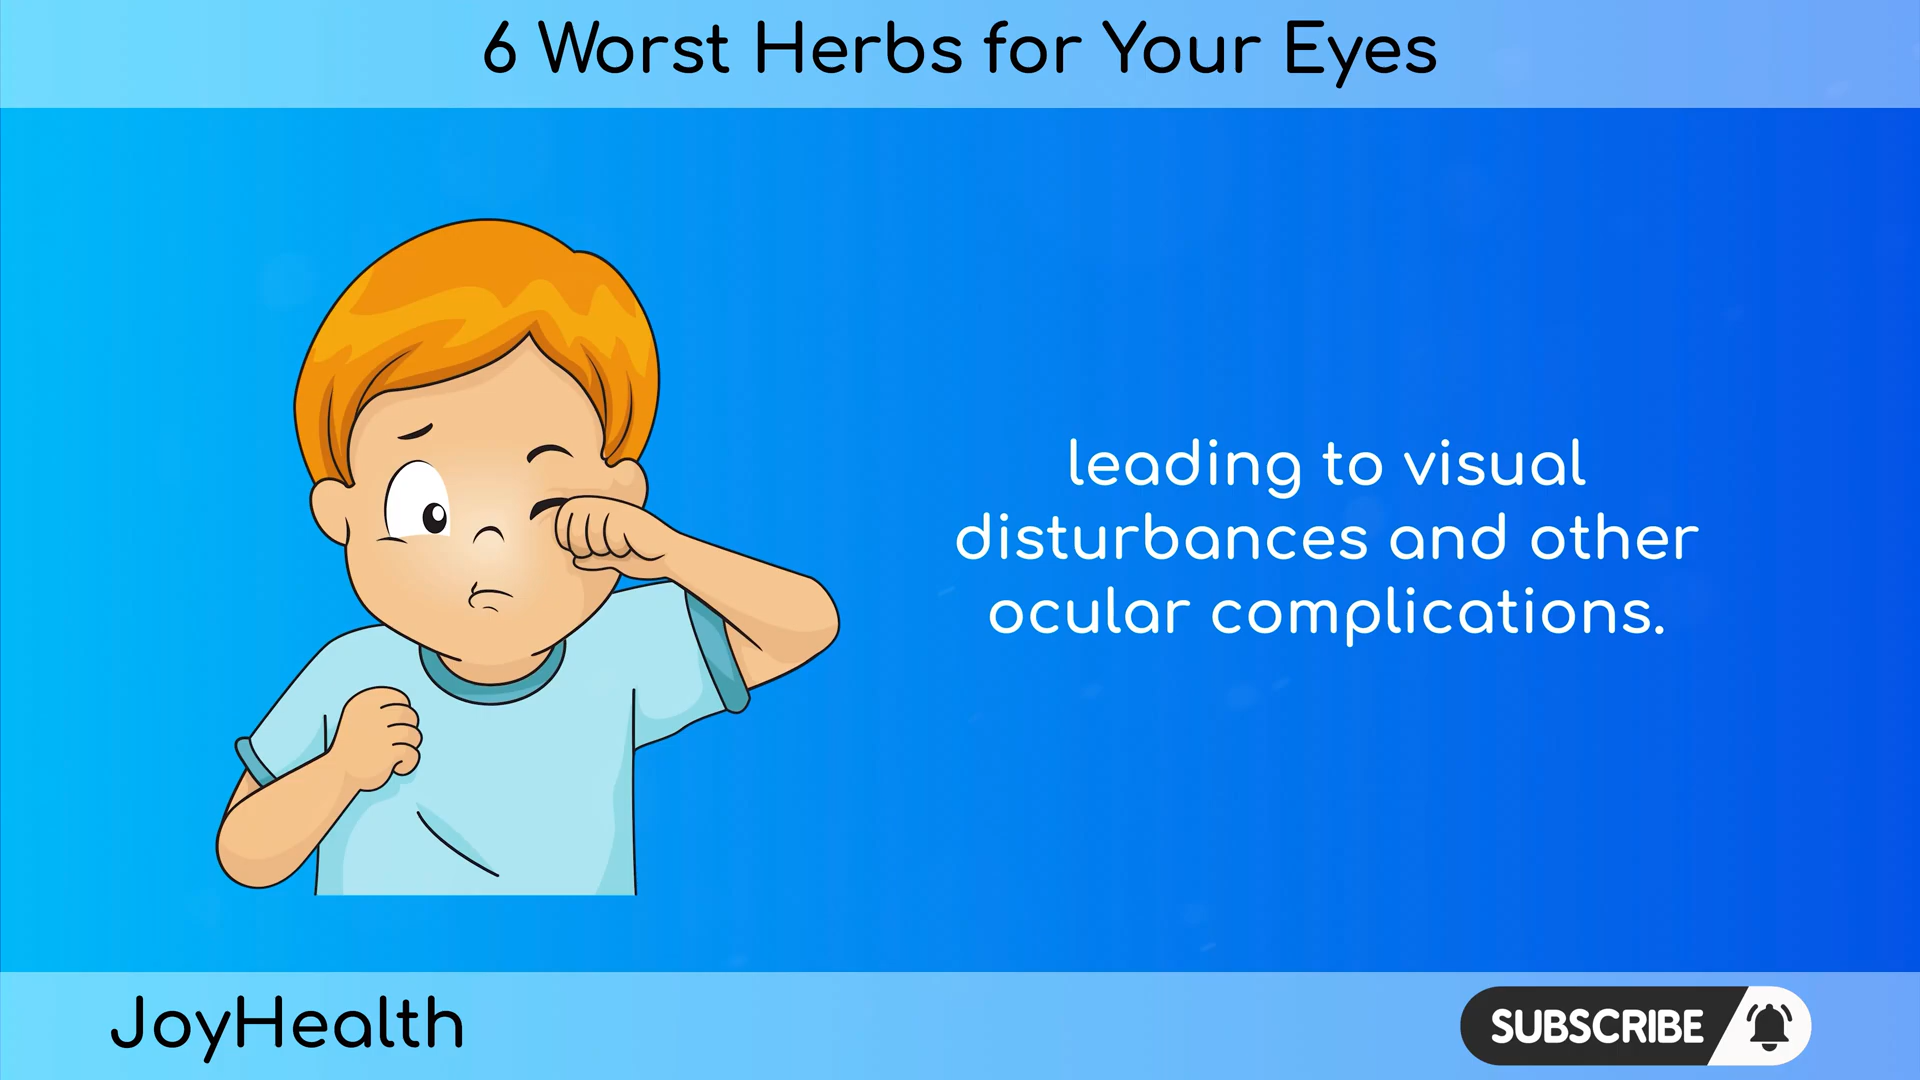 6 Worst Herbs for Your Eyes
leading to visual
disturbances and other
ocular complications.
JoyHealth
SUBSCRIBE